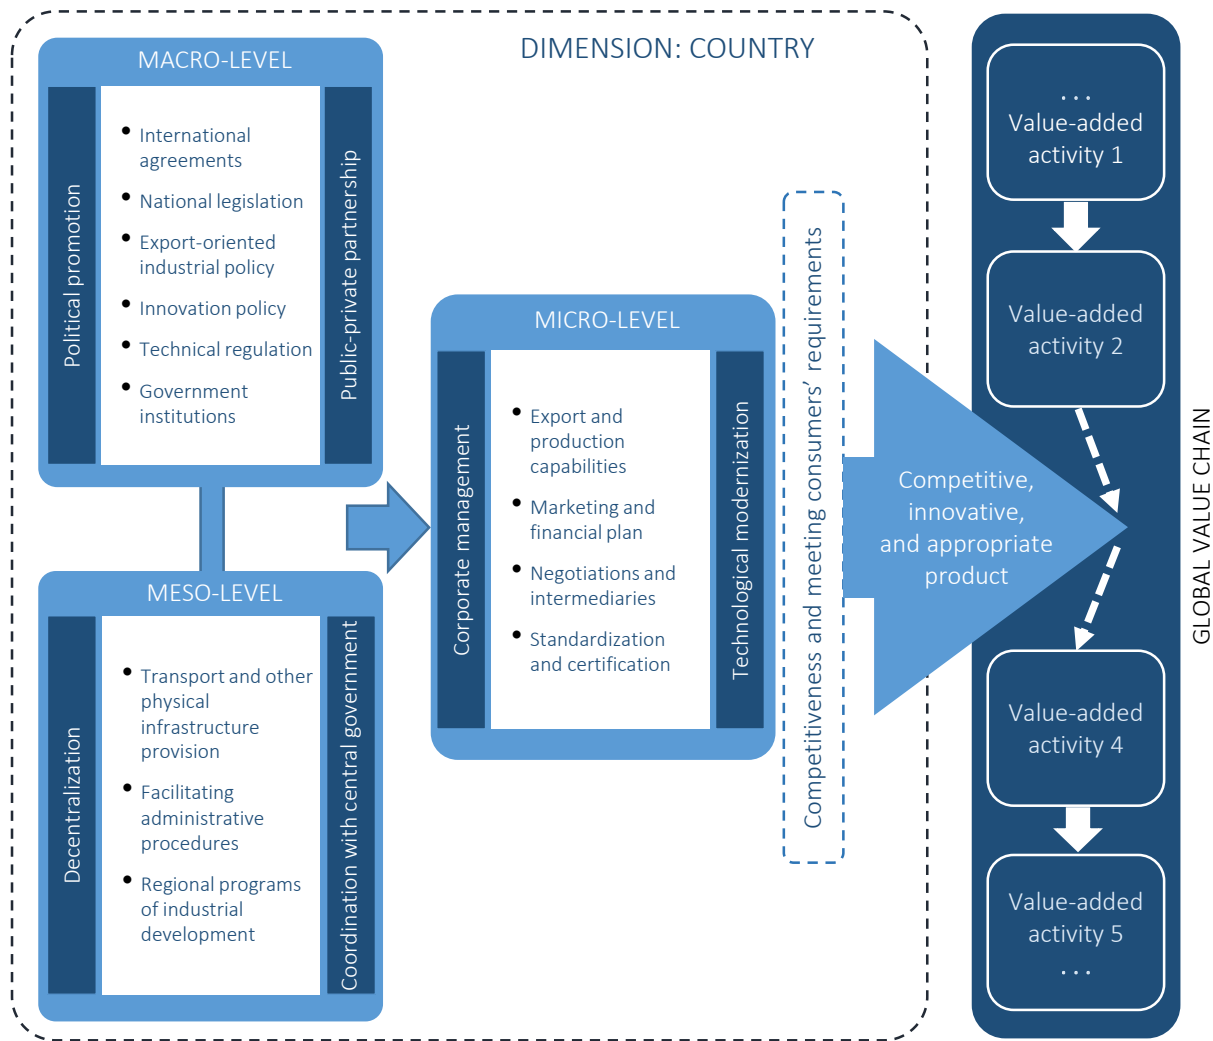 DIMENSION: COUNTRY
MACRO-LEVEL
Political promotion
• International
agreements
• National legislation
• Export-oriented
industrial policy
• Innovation policy
• Technical regulation
• Government
institutions
Public-private partnership
MESO-LEVEL
Decentralization
• Transport and other
physical
infrastructure
provision
• Facilitating
administrative
procedures
• Regional programs
of industrial
development
Coordination with central government
MICRO-LEVEL
Corporate management
• Export and
production
capabilities
• Marketing and
financial plan
• Negotiations and
intermediaries
• Standardization
and certification
Technological modernization
Competitiveness and meeting consumers’ requirements
Competitive,
innovative,
and appropriate
product
. . .
Value-added
activity 1
Value-added
activity 2
Value-added
activity 4
Value-added
activity 5
. . .
GLOBAL VALUE CHAIN